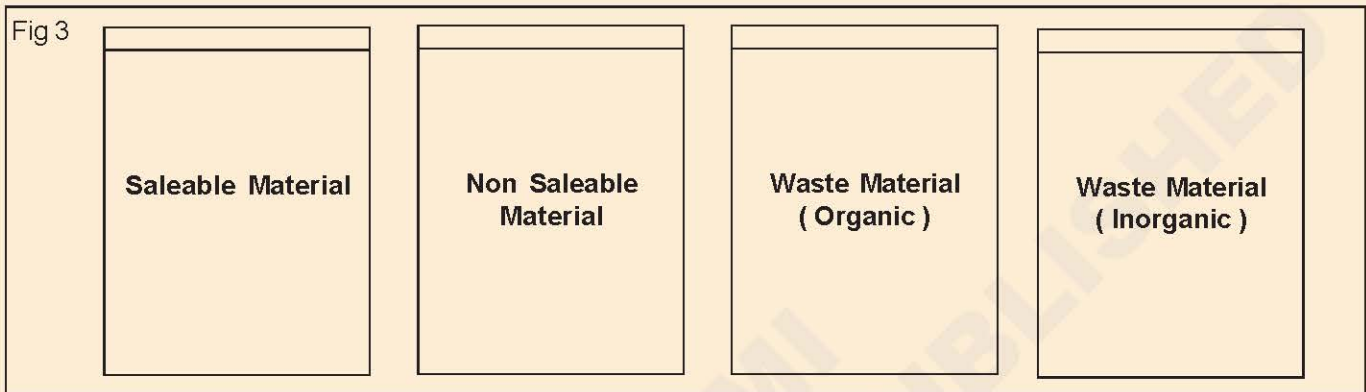 Fig 3
Saleable Material
Non Saleable
Material
Waste Material
( Organic )
Waste Material
( Inorganic )